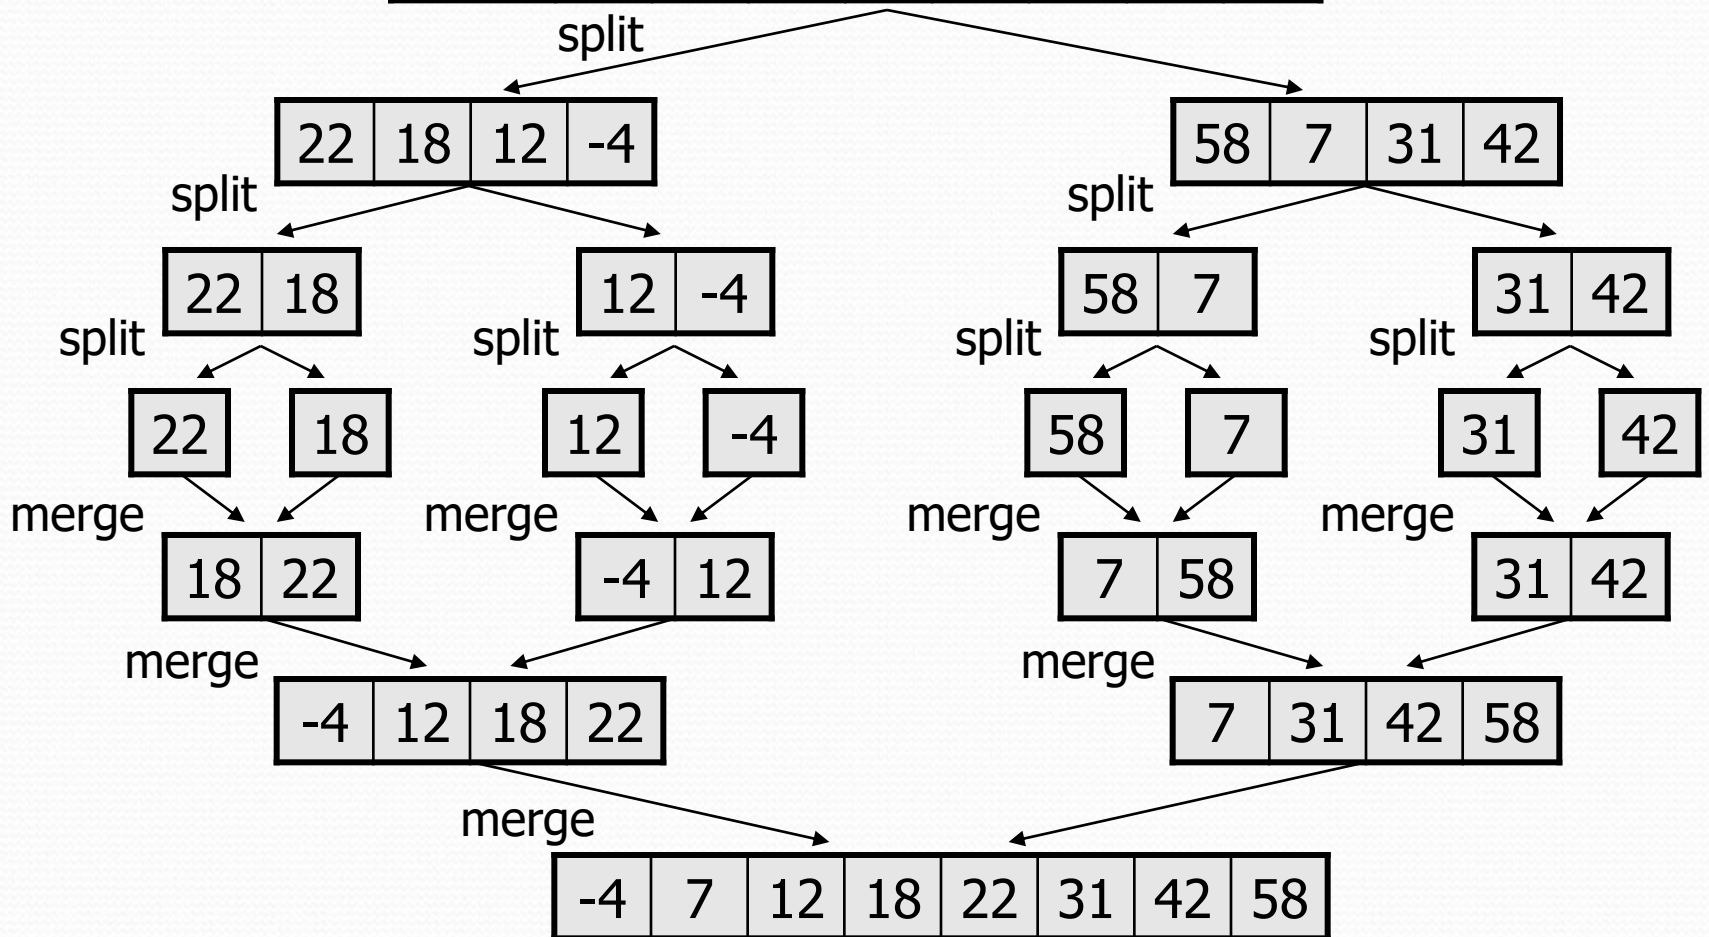 split
22 18 12 -4 58 7 31 42
split split
22 18 12 -4 58 7 31 42
split split split split
22 18 12 -4 58 7 31 42
merge merge merge merge
18 22 -4 12 7 58 31 42
merge merge
-4 12 18 22 7 31 42 58
merge
-4 7 12 18 22 31 42 58